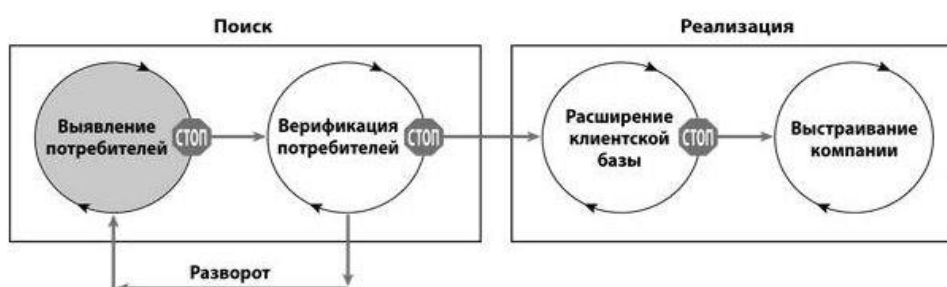 Поиск
Реализация
Выявление
потребителей
СТОП
Верификация
потребителей
СТОП
Расширение
клиентской
базы
СТОП
Выстраивание
компании
Разворот